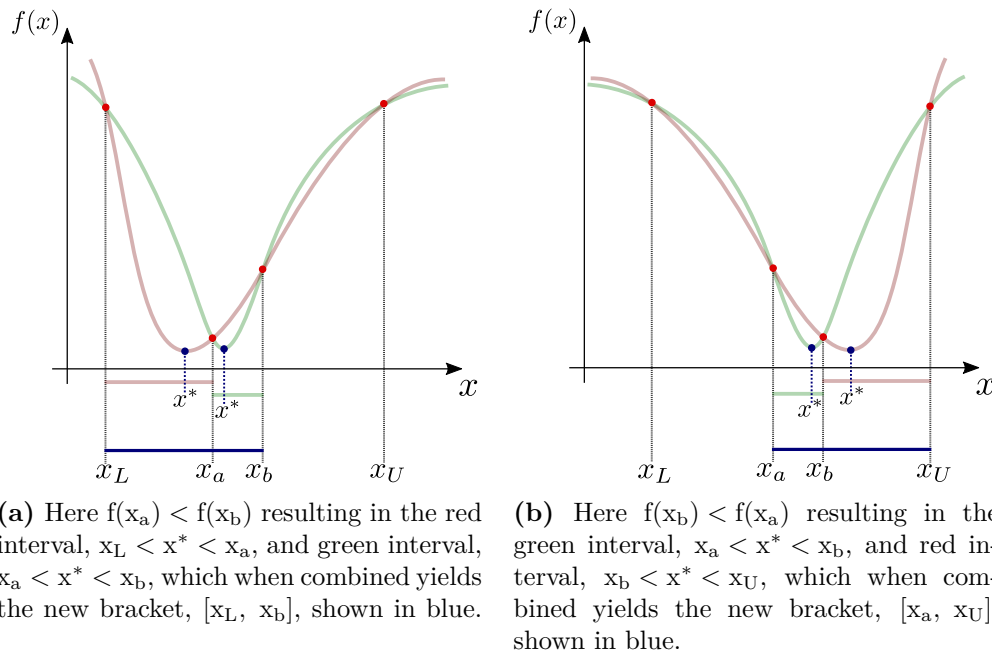 f(x)
x
x*
x*
x_L x_a x_b x_U
f(x)
x
x*
x*
x_L x_a x_b x_U
(a) Here f(x_a) < f(x_b) resulting in the red
interval, x_L < x* < x_a, and green interval,
x_a < x* < x_b, which when combined yields
the new bracket, [x_L, x_b], shown in blue.
(b) Here f(x_b) < f(x_a) resulting in the
green interval, x_a < x* < x_b, and red in-
terval, x_b < x* < x_U, which when com-
bined yields the new bracket, [x_a, x_U]
shown in blue.